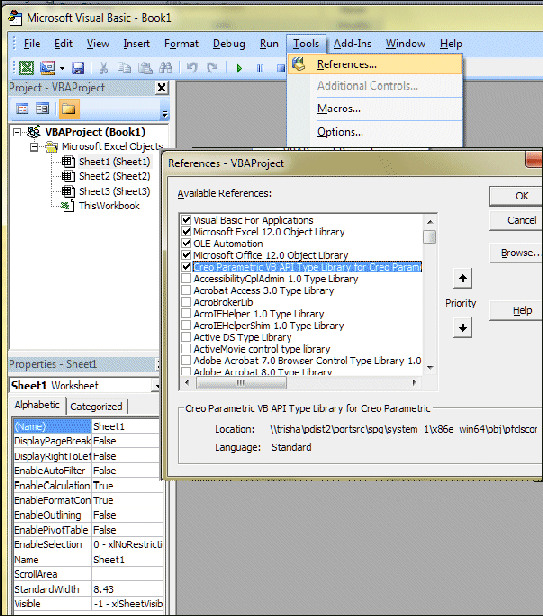 Microsoft Visual Basic - Book1
File Edit View Insert Format Debug Run Tools Add-Ins Window Help
References...
Additional Controls...
Macros...
Options...
Project - VBAProject
VBAProject (Book1)
Microsoft Excel Objects
Sheet1 (Sheet1)
Sheet2 (Sheet2)
Sheet3 (Sheet3)
ThisWorkbook
References - VBAProject
Available References:
Visual Basic For Applications
Microsoft Excel 12.0 Object Library
OLE Automation
Microsoft Office 12.0 Object Library
Creo Parametric VB API Type Library for Creo Param
AccessibilityCplAdmin 1.0 Type Library
Acrobat Access 3.0 Type Library
AcroBrokerLib
AcroIEHelper 1.0 Type Library
AcroIEHelperShim 1.0 Type Library
Active DS Type Library
ActiveMovie control type library
Adobe Acrobat 7.0 Browser Control Type Library 1.0
Adobe Acrobat 8.0 Type Library
OK
Cancel
Browse...
Priority
Help
Creo Parametric VB API Type Library for Creo Parametric
Location: \\trisha\pdist2\portsrc\spg\system_1\x86e_win64\obj\pfdscor
Language: Standard
Properties - Sheet1
Sheet1 Worksheet
Alphabetic Categorized
(Name) Sheet1
DisplayPageBreak False
DisplayRightToLef False
EnableAutoFilter False
EnableCalculation True
EnableFormatCon True
EnableOutlining False
EnablePivotTable False
EnableSelection 0 - xlNoRestricti
Name Sheet1
ScrollArea
StandardWidth 8.43
Visible -1 - xlSheetVisib